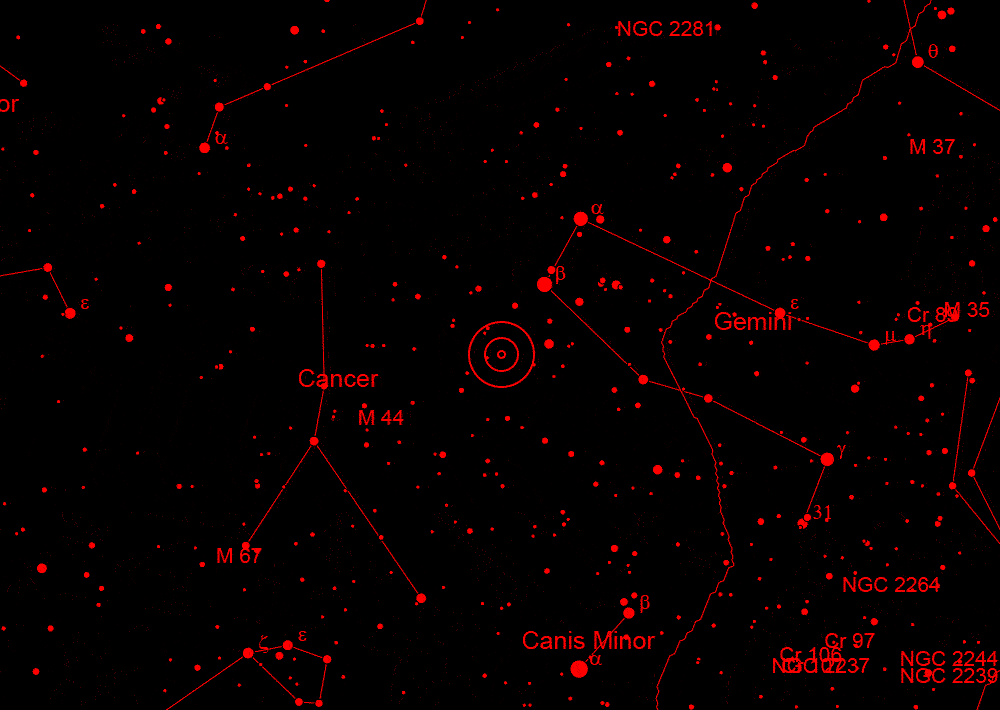 NGC 2281
θ
or
α
M 37
α
β
ε
ε
M 35
Cr 89
Gemini
μ
η
Cancer
M 44
γ
31
M 67
NGC 2264
β
ζ
ε
Canis Minor
α
Cr 97
Cr 106
NGC 2237
NGC 2244
NGC 2239